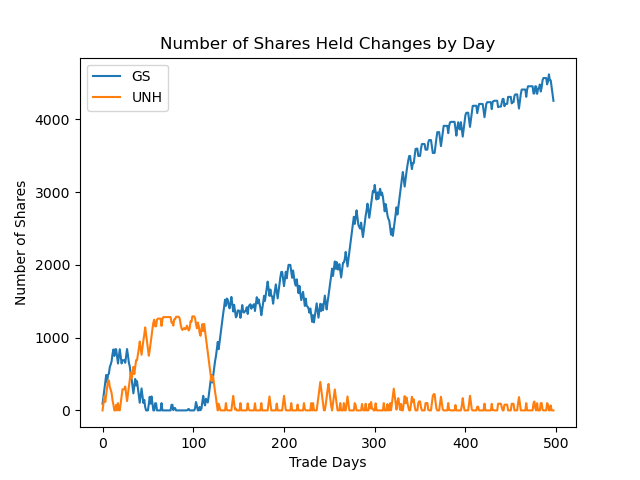 Number of Shares Held Changes by Day
GS
UNH
Number of Shares
4000
3000
2000
1000
0
0 100 200 300 400 500
Trade Days